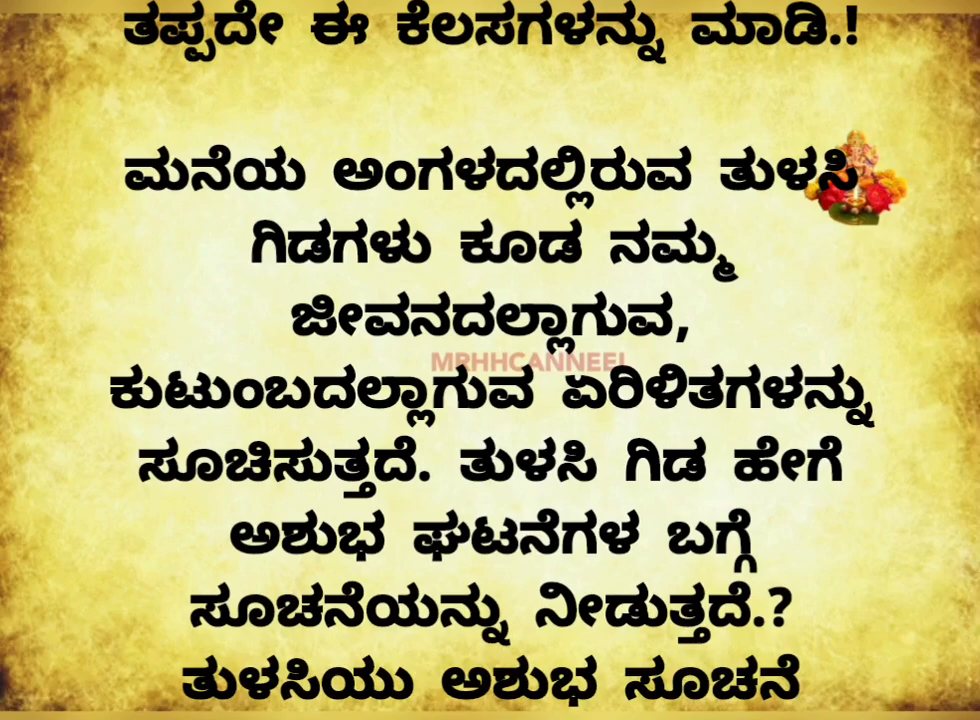 ತಪ್ಪದೇ ಈ ಕೆಲಸಗಳನ್ನು ಮಾಡಿ.!
ಮನೆಯ ಅಂಗಳದಲ್ಲಿರುವ ತುಳಸಿ
ಗಿಡಗಳು ಕೂಡ ನಮ್ಮ
ಜೀವನದಲ್ಲಾಗುವ,
MRHHCANNEEL
ಕುಟುಂಬದಲ್ಲಾಗುವ ಏರಿಳಿತಗಳನ್ನು
ಸೂಚಿಸುತ್ತದೆ. ತುಳಸಿ ಗಿಡ ಹೇಗೆ
ಅಶುಭ ಘಟನೆಗಳ ಬಗ್ಗೆ
ಸೂಚನೆಯನ್ನು ನೀಡುತ್ತದೆ.?
ತುಳಸಿಯು ಅಶುಭ ಸೂಚನೆ